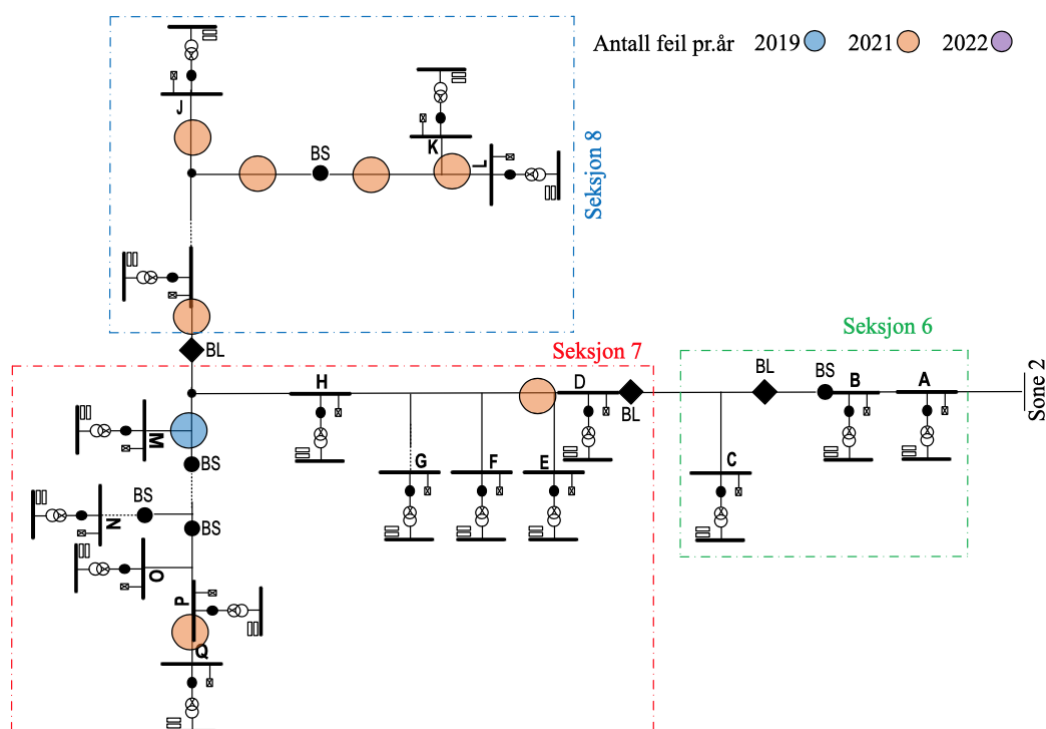 Antall feil pr.år 2019 2021 2022
J
K
BS
L
Seksjon 8
BL
Seksjon 7
Seksjon 6
H
D
BL
BL
BS
B
A
Sone 2
M
BS
G
F
E
C
BS
N
BS
O
P
Q